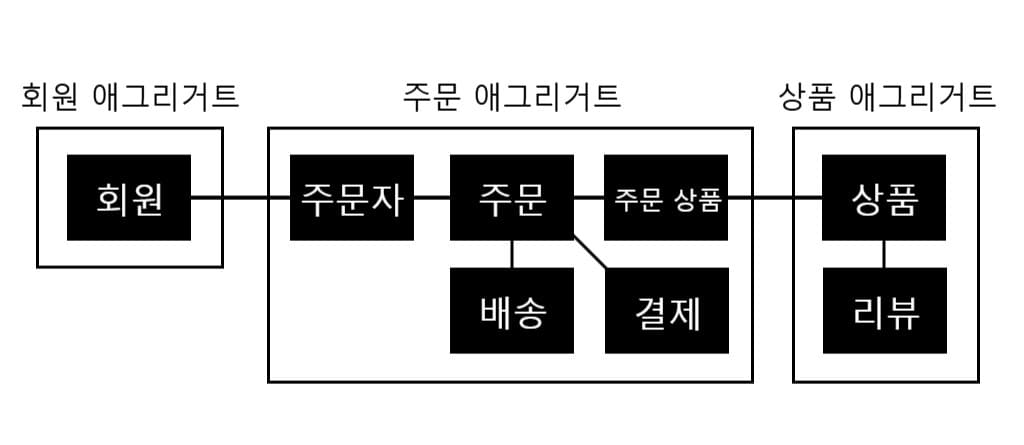 회원 애그리거트
주문 애그리거트
상품 애그리거트
회원
주문자
주문
주문 상품
상품
배송
결제
리뷰